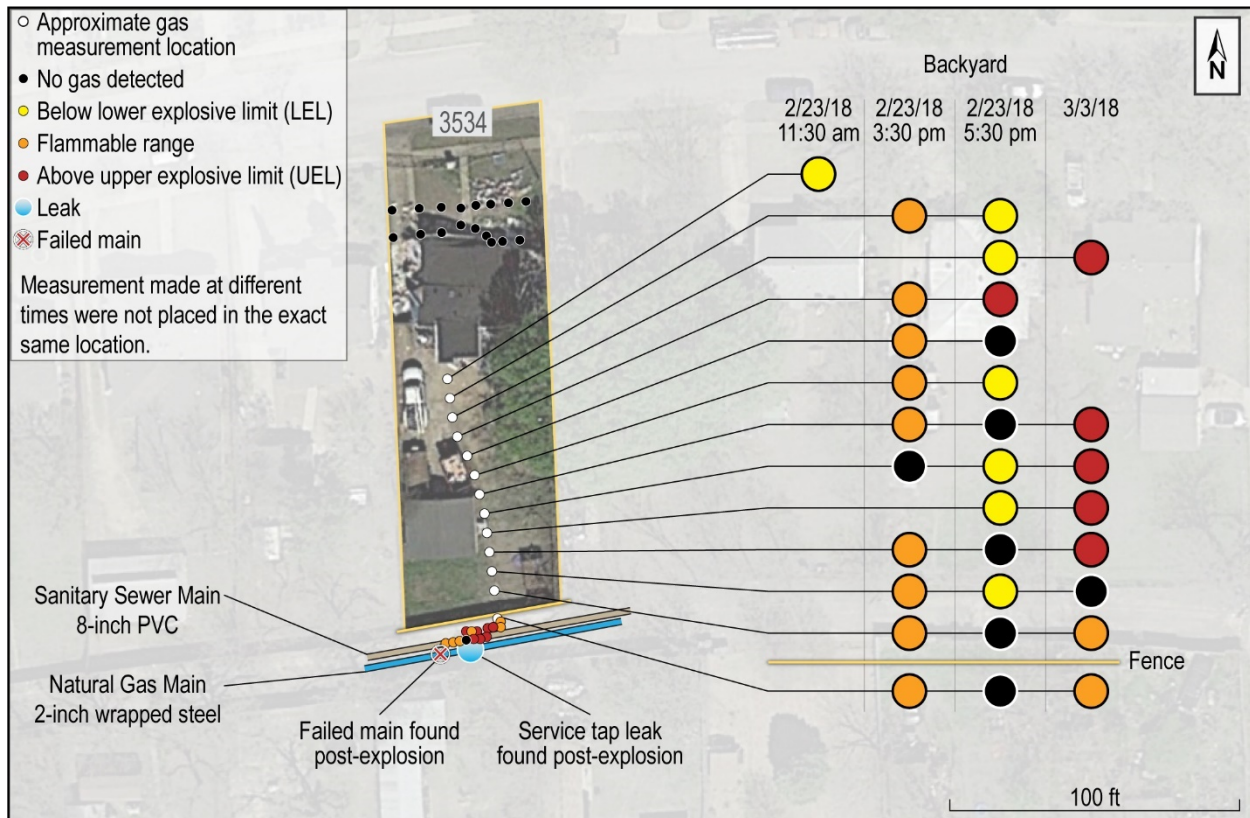 Approximate gas
measurement location
No gas detected
Below lower explosive limit (LEL)
Flammable range
Above upper explosive limit (UEL)
Leak
Failed main
Measurement made at different
times were not placed in the exact
same location.
3534
N
Backyard
2/23/18
11:30 am
2/23/18
3:30 pm
2/23/18
5:30 pm
3/3/18
Fence
Sanitary Sewer Main
8-inch PVC
Natural Gas Main
2-inch wrapped steel
Failed main found
post-explosion
Service tap leak
found post-explosion
100 ft